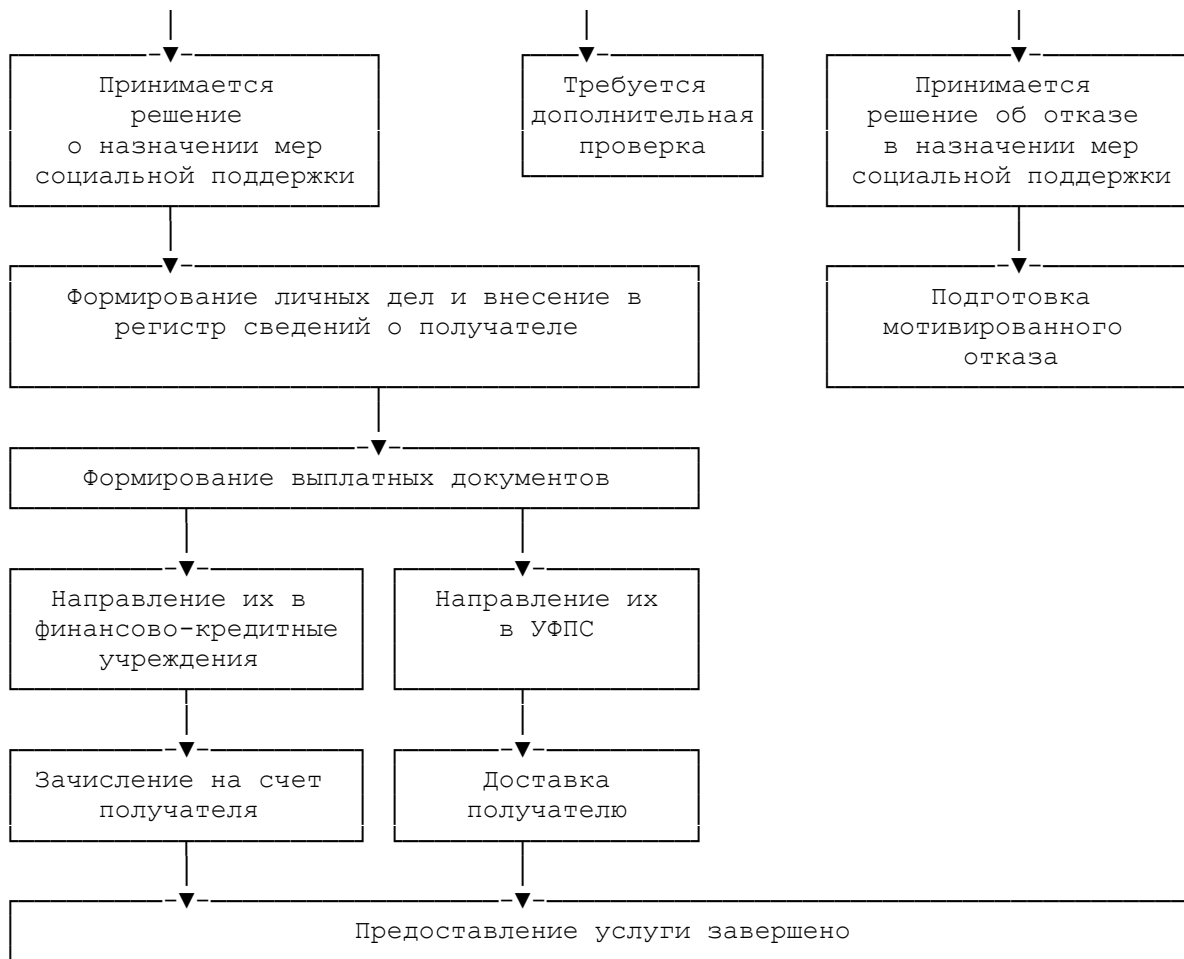 Принимается
решение
о назначении мер
социальной поддержки
Требуется
дополнительная
проверка
Принимается
решение об отказе
в назначении мер
социальной поддержки
Формирование личных дел и внесение в
регистр сведений о получателе
Подготовка
мотивированного
отказа
Формирование выплатных документов
Направление их в
финансово-кредитные
учреждения
Направление их
в УФПС
Зачисление на счет
получателя
Доставка
получателю
Предоставление услуги завершено